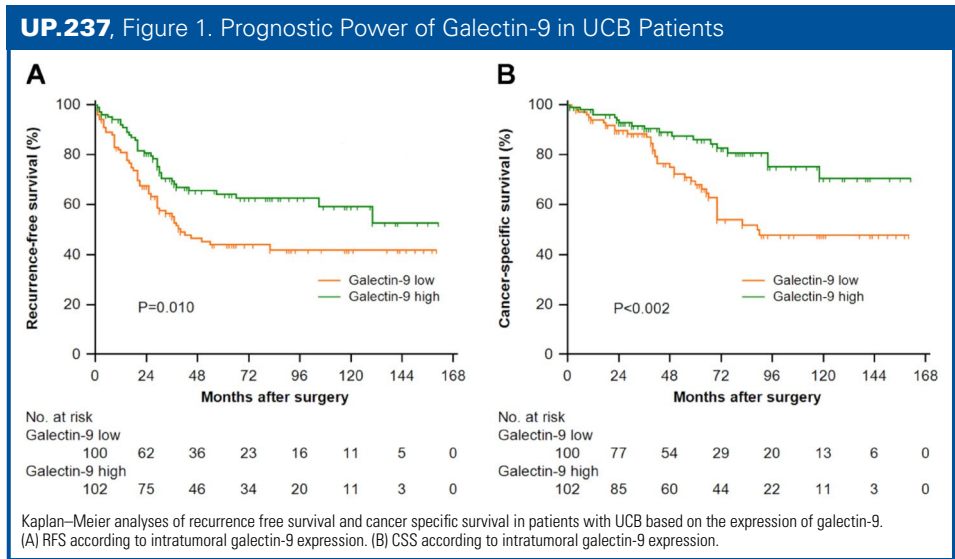 UP.237, Figure 1. Prognostic Power of Galectin-9 in UCB Patients
A
Recurrence-free survival (%)
100
80
60
40
20
0
Galectin-9 low
Galectin-9 high
P=0.010
0 24 48 72 96 120 144 168
Months after surgery
No. at risk
Galectin-9 low
100 62 36 23 16 11 5 0
Galectin-9 high
102 75 46 34 20 11 3 0
B
Cancer-specific survival (%)
100
80
60
40
20
0
Galectin-9 low
Galectin-9 high
P<0.002
0 24 48 72 96 120 144 168
Months after surgery
No. at risk
Galectin-9 low
100 77 54 29 20 13 6 0
Galectin-9 high
102 85 60 44 22 11 3 0
Kaplan–Meier analyses of recurrence free survival and cancer specific survival in patients with UCB based on the expression of galectin-9.
(A) RFS according to intratumoral galectin-9 expression. (B) CSS according to intratumoral galectin-9 expression.